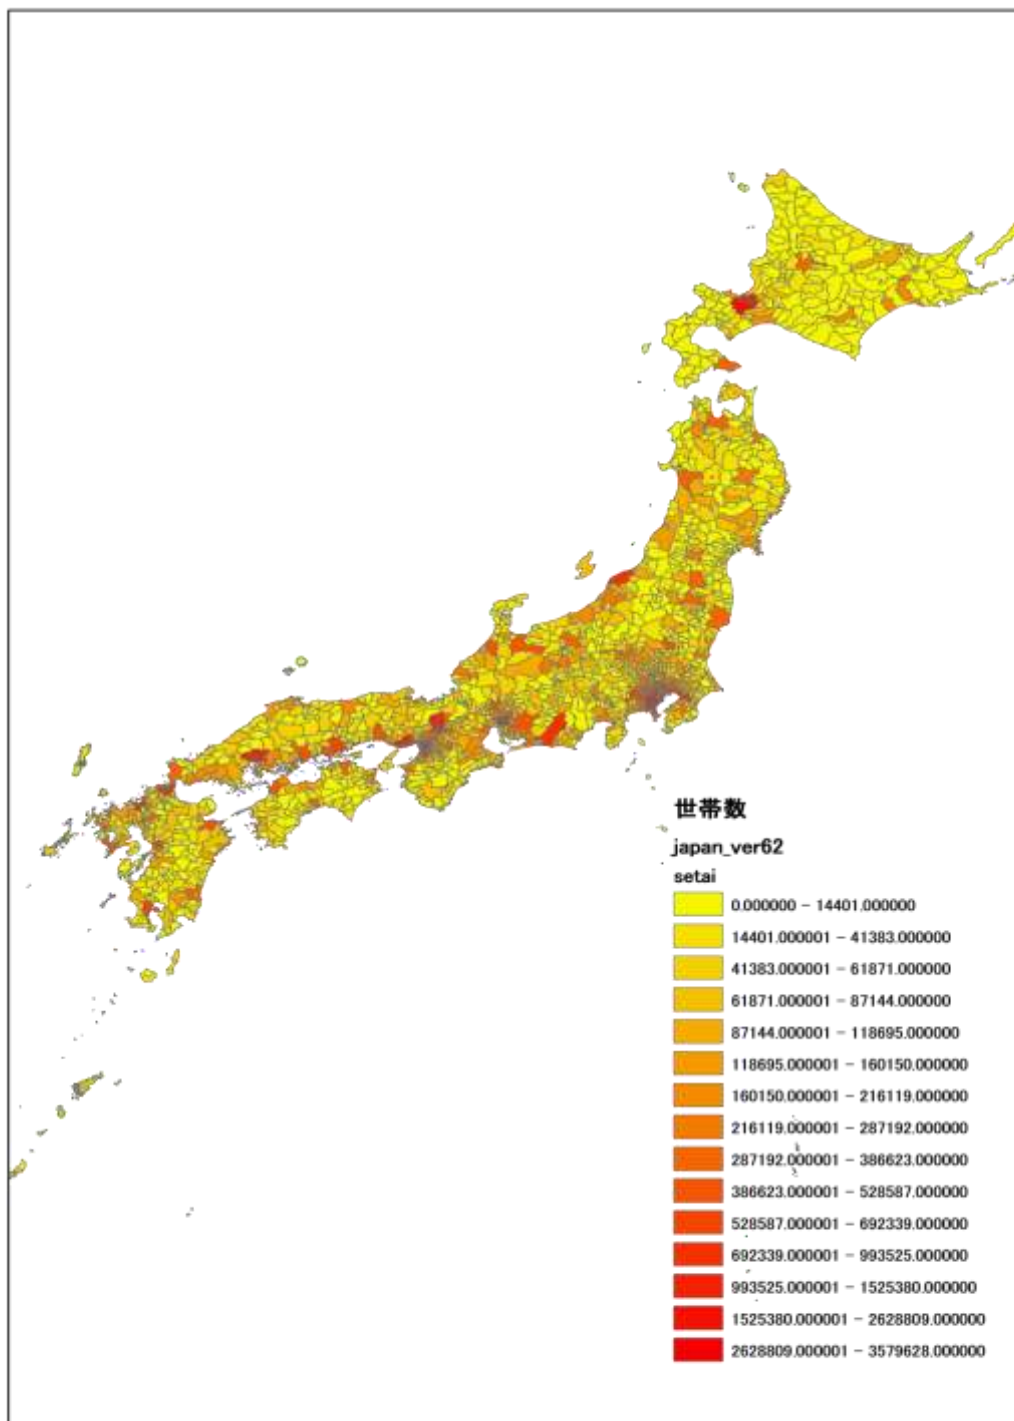 世帯数
japan_ver62
setai
0.000000 - 14401.000000
14401.000001 - 41383.000000
41383.000001 - 61871.000000
61871.000001 - 87144.000000
87144.000001 - 118695.000000
118695.000001 - 160150.000000
160150.000001 - 216119.000000
216119.000001 - 287192.000000
287192.000001 - 386623.000000
386623.000001 - 528587.000000
528587.000001 - 692339.000000
692339.000001 - 993525.000000
993525.000001 - 1525380.000000
1525380.000001 - 2628809.000000
2628809.000001 - 3579628.000000